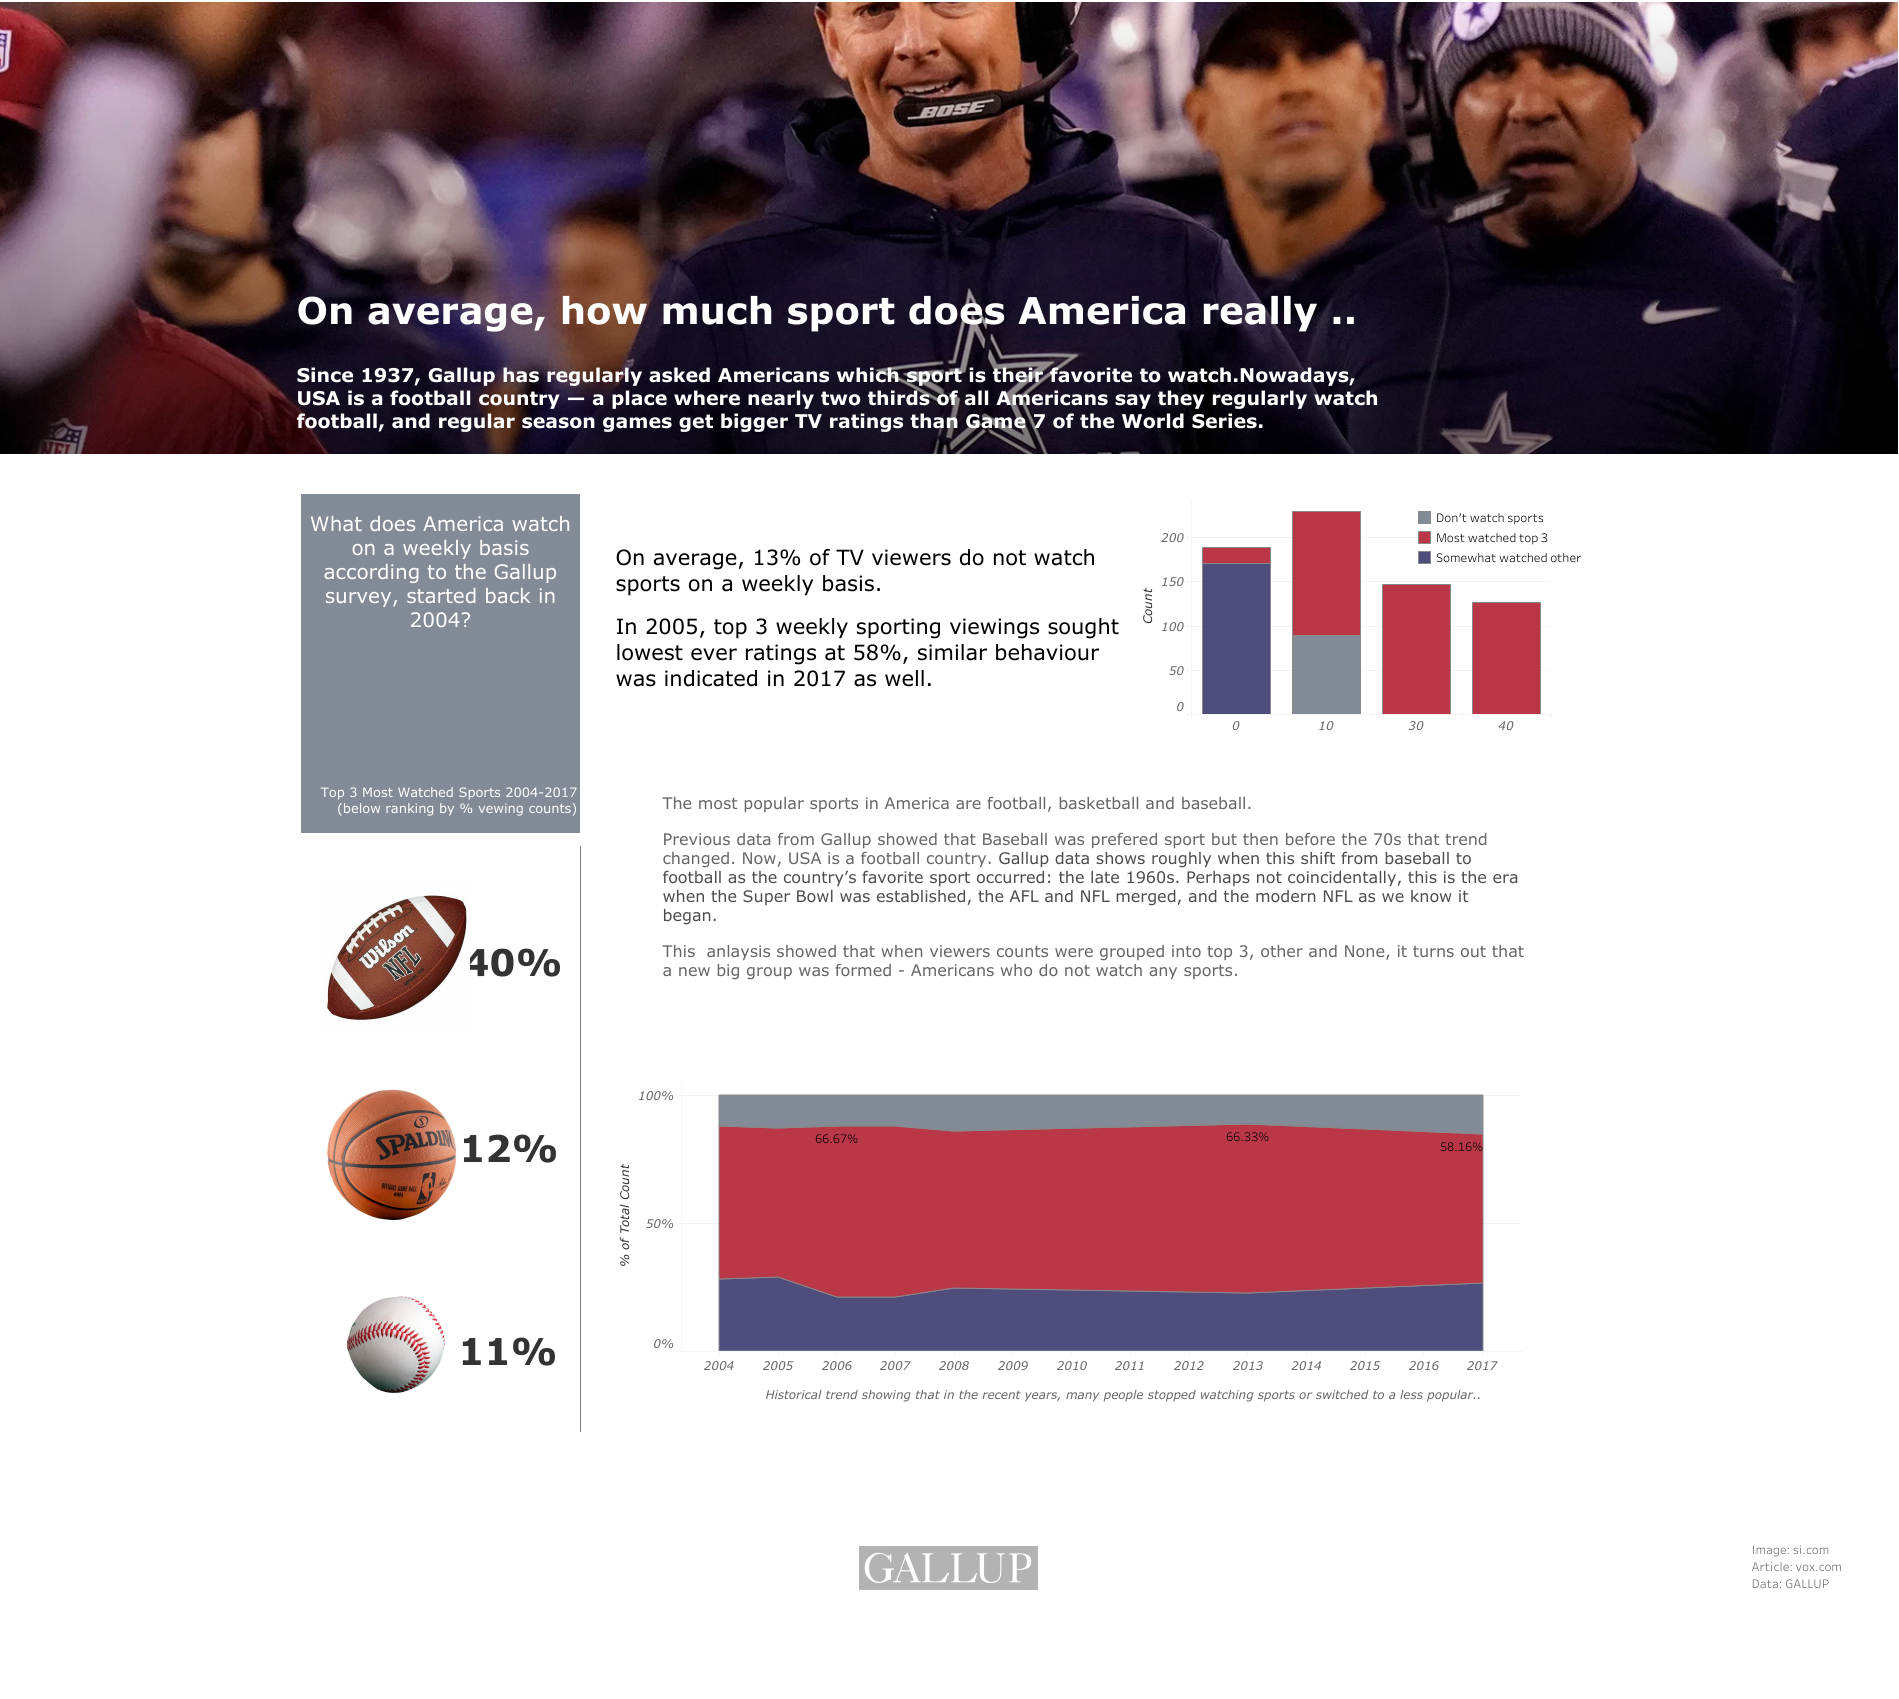 BOSE
BOSE
NFL
On average, how much sport does America really ..
Since 1937, Gallup has regularly asked Americans which sport is their favorite to watch.Nowadays,
USA is a football country — a place where nearly two thirds of all Americans say they regularly watch
football, and regular season games get bigger TV ratings than Game 7 of the World Series.
What does America watch
on a weekly basis
according to the Gallup
survey, started back in
2004?
Top 3 Most Watched Sports 2004-2017
(below ranking by % vewing counts)
On average, 13% of TV viewers do not watch
sports on a weekly basis.
In 2005, top 3 weekly sporting viewings sought
lowest ever ratings at 58%, similar behaviour
was indicated in 2017 as well.
Don't watch sports
Most watched top 3
Somewhat watched other
Count
200
150
100
50
0
0 10 30 40
The most popular sports in America are football, basketball and baseball.
Previous data from Gallup showed that Baseball was prefered sport but then before the 70s that trend
changed. Now, USA is a football country. Gallup data shows roughly when this shift from baseball to
football as the country's favorite sport occurred: the late 1960s. Perhaps not coincidentally, this is the era
when the Super Bowl was established, the AFL and NFL merged, and the modern NFL as we know it
began.
This  anlaysis showed that when viewers counts were grouped into top 3, other and None, it turns out that
a new big group was formed - Americans who do not watch any sports.
Wilson
NFL
40%
SPALDIN
OFFICIAL GAME BALL
12%
11%
% of Total Count
100%
50%
0%
66.67%
66.33%
58.16%
2004 2005 2006 2007 2008 2009 2010 2011 2012 2013 2014 2015 2016 2017
Historical trend showing that in the recent years, many people stopped watching sports or switched to a less popular..
GALLUP
Image: si.com
Article: vox.com
Data: GALLUP